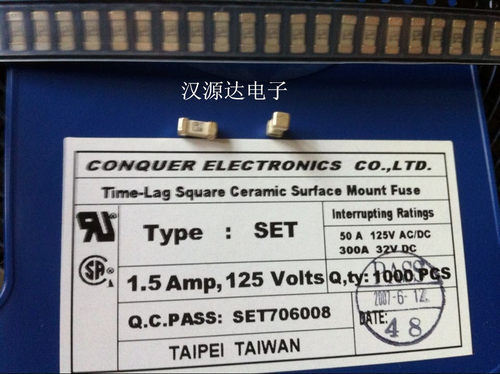 汉源达电子
CONQUER ELECTRONICS CO.,LTD.
Time-Lag Square Ceramic Surface Mount Fuse
Type : SET
Interrupting Ratings
50 A 125V AC/DC
300A 32V DC
1.5 Amp, 125 Volts
Q,ty: 1000 PCS
Q.C.PASS: SET706008
DATE:
PASS
2007-6-12
48
TAIPEI TAIWAN